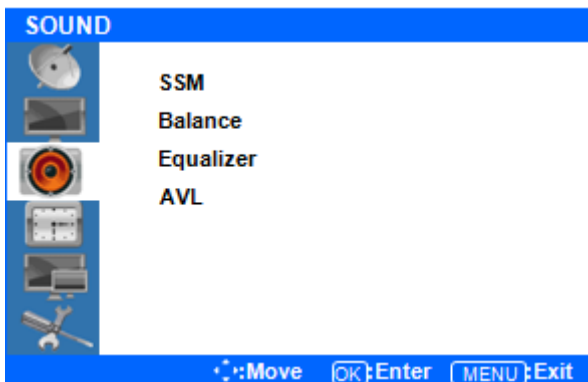 SOUND
SSM
Balance
Equalizer
AVL
:Move OK:Enter MENU:Exit